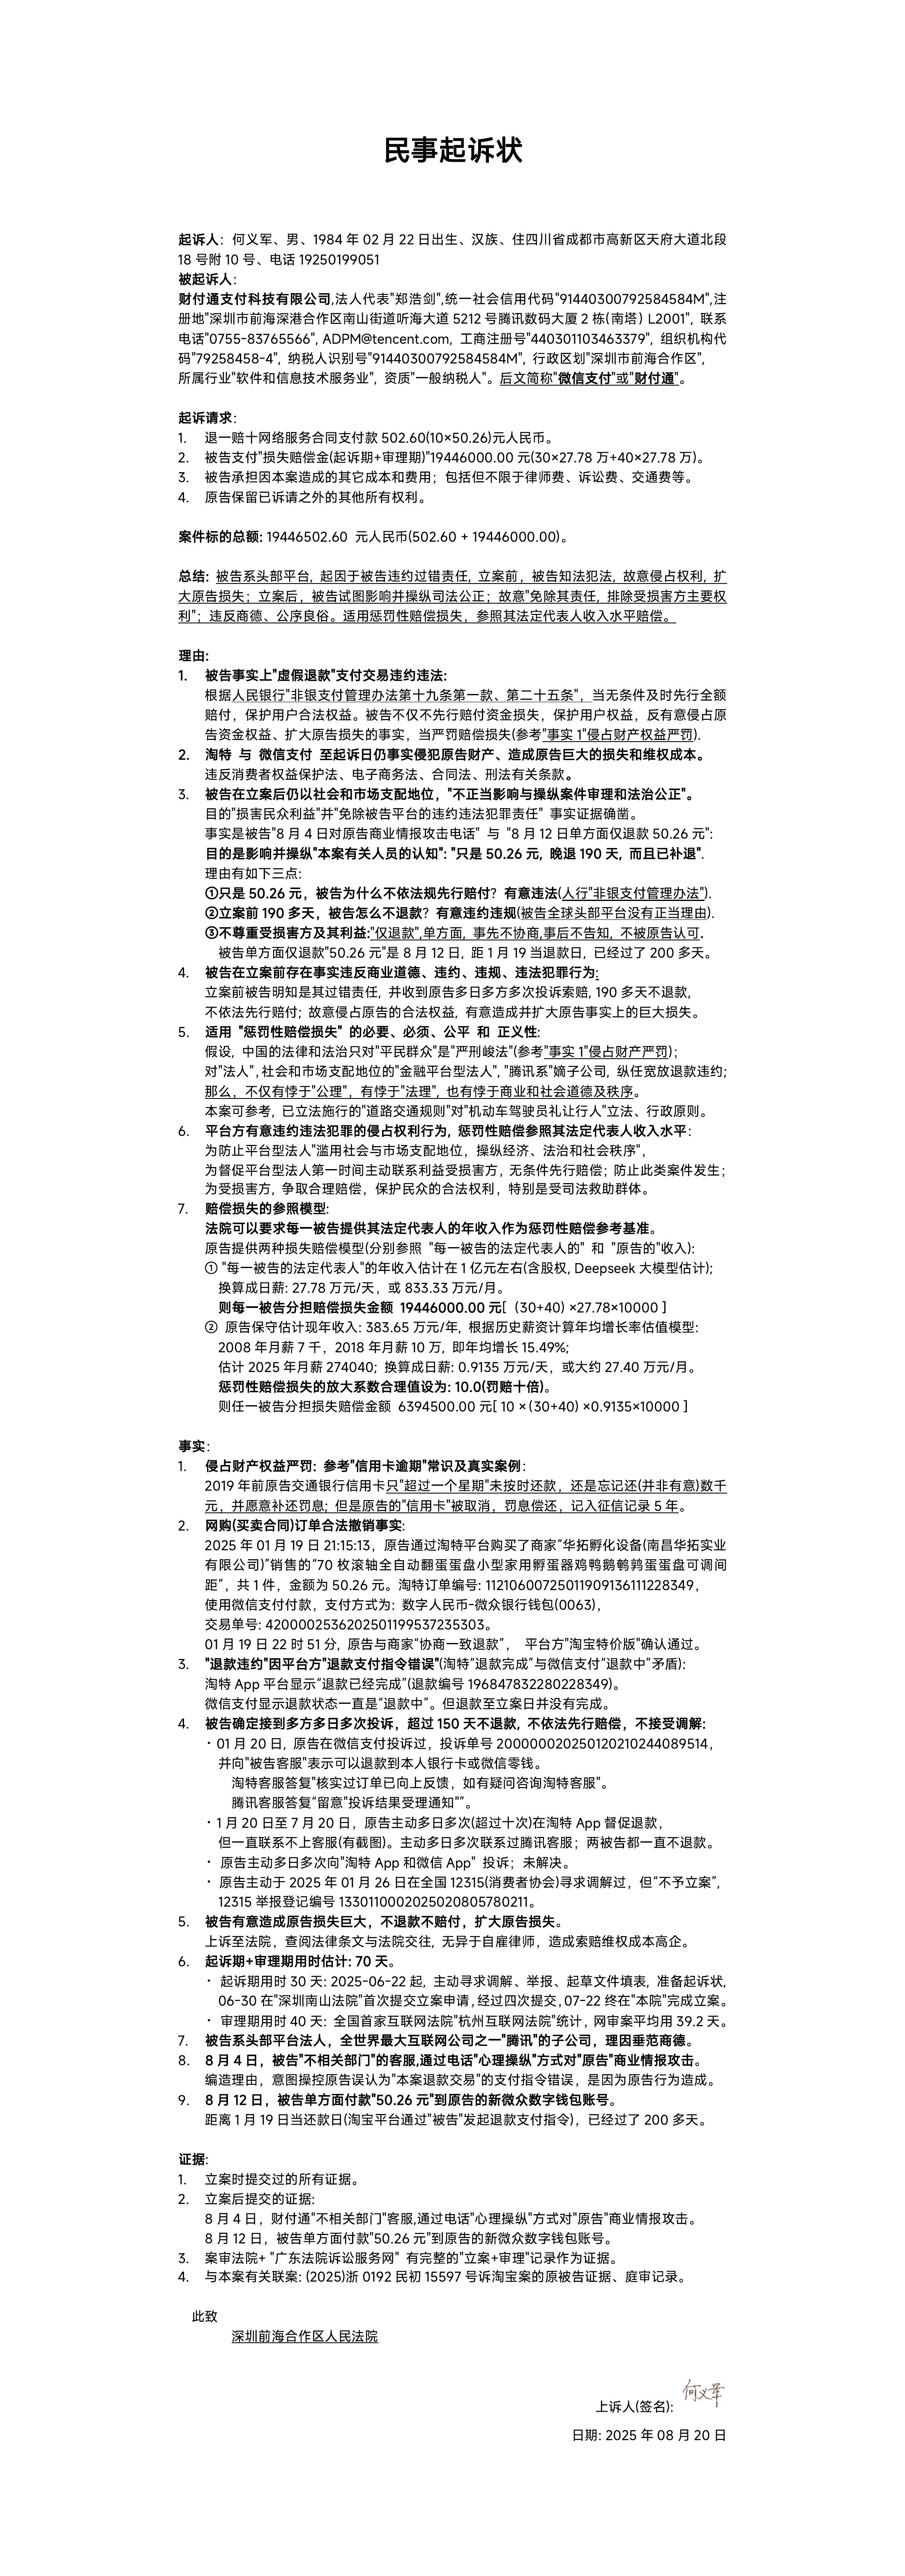 民事起诉状
起诉人：何义军、男、1984 年 02 月 22 日出生、汉族、住四川省成都市高新区天府大道北段
18 号附 10 号、电话 19250199051
被起诉人：
财付通支付科技有限公司,法人代表"郑浩剑",统一社会信用代码"91440300792584584M",注
册地"深圳市前海深港合作区南山街道听海大道 5212 号腾讯数码大厦 2 栋(南塔) L2001", 联系
电话"0755-83765566", ADPM@tencent.com, 工商注册号"440301103463379", 组织机构代
码"79258458-4", 纳税人识别号"91440300792584584M", 行政区划"深圳市前海合作区",
所属行业"软件和信息技术服务业", 资质"一般纳税人"。后文简称"微信支付"或"财付通"。
起诉请求：
1. 退一赔十网络服务合同支付款 502.60(10×50.26)元人民币。
2. 被告支付"损失赔偿金(起诉期+审理期)"19446000.00 元(30×27.78 万+40×27.78 万)。
3. 被告承担因本案造成的其它成本和费用；包括但不限于律师费、诉讼费、交通费等。
4. 原告保留已诉请之外的其他所有权利。
案件标的总额: 19446502.60 元人民币(502.60 + 19446000.00)。
总结: 被告系头部平台, 起因于被告违约过错责任, 立案前，被告知法犯法, 故意侵占权利, 扩
大原告损失；立案后，被告试图影响并操纵司法公正；故意"免除其责任, 排除受损害方主要权
利"；违反商德、公序良俗。适用惩罚性赔偿损失，参照其法定代表人收入水平赔偿。
理由:
1. 被告事实上"虚假退款"支付交易违约违法:
根据人民银行"非银支付管理办法第十九条第一款、第二十五条"，当无条件及时先行全额
赔付，保护用户合法权益。被告不仅不先行赔付资金损失，保护用户权益，反有意侵占原
告资金权益、扩大原告损失的事实，当严罚赔偿损失(参考"事实 1"侵占财产权益严罚).
2. 淘特 与 微信支付 至起诉日仍事实侵犯原告财产、造成原告巨大的损失和维权成本。
违反消费者权益保护法、电子商务法、合同法、刑法有关条款。
3. 被告在立案后仍以社会和市场支配地位，"不正当影响与操纵案件审理和法治公正"。
目的"损害民众利益"并"免除被告平台的违约违法犯罪责任" 事实证据确凿。
事实是被告"8 月 4 日对原告商业情报攻击电话" 与 "8 月 12 日单方面仅退款 50.26 元":
目的是影响并操纵"本案有关人员的认知": "只是 50.26 元, 晚退 190 天, 而且已补退".
理由有如下三点:
①只是 50.26 元，被告为什么不依法规先行赔付？有意违法(人行"非银支付管理办法").
②立案前 190 多天，被告怎么不退款？有意违约违规(被告全球头部平台没有正当理由).
③不尊重受损害方及其利益:"仅退款",单方面, 事先不协商,事后不告知, 不被原告认可.
被告单方面仅退款"50.26 元"是 8 月 12 日, 距 1 月 19 当退款日, 已经过了 200 多天。
4. 被告在立案前存在事实违反商业道德、违约、违规、违法犯罪行为:
立案前被告明知是其过错责任, 并收到原告多日多方多次投诉索赔, 190 多天不退款,
不依法先行赔付；故意侵占原告的合法权益, 有意造成并扩大原告事实上的巨大损失。
5. 适用 "惩罚性赔偿损失" 的必要、必须、公平 和 正义性:
假设, 中国的法律和法治只对"平民群众"是"严刑峻法"(参考"事实 1"侵占财产严罚)；
对"法人", 社会和市场支配地位的"金融平台型法人", "腾讯系"嫡子公司, 纵任宽放退款违约;
那么，不仅有悖于"公理"，有悖于"法理", 也有悖于商业和社会道德及秩序。
本案可参考, 已立法施行的"道路交通规则"对"机动车驾驶员礼让行人"立法、行政原则。
6. 平台方有意违约违法犯罪的侵占权利行为, 惩罚性赔偿参照其法定代表人收入水平:
为防止平台型法人"滥用社会与市场支配地位，操纵经济、法治和社会秩序",
为督促平台型法人第一时间主动联系利益受损害方，无条件先行赔偿；防止此类案件发生;
为受损害方, 争取合理赔偿，保护民众的合法权利，特别是受司法救助群体。
7. 赔偿损失的参照模型:
法院可以要求每一被告提供其法定代表人的年收入作为惩罚性赔偿参考基准。
原告提供两种损失赔偿模型(分别参照 "每一被告的法定代表人的" 和 "原告的"收入):
① "每一被告的法定代表人"的年收入估计在 1 亿元左右(含股权, Deepseek 大模型估计);
换算成日薪: 27.78 万元/天，或 833.33 万元/月。
则每一被告分担赔偿损失金额 19446000.00 元[ (30+40) ×27.78×10000 ]
② 原告保守估计现年收入: 383.65 万元/年, 根据历史薪资计算年均增长率估值模型:
2008 年月薪 7 千，2018 年月薪 10 万, 即年均增长 15.49%;
估计 2025 年月薪 274040; 换算成日薪: 0.9135 万元/天，或大约 27.40 万元/月。
惩罚性赔偿损失的放大系数合理值设为: 10.0(罚赔十倍)。
则任一被告分担损失赔偿金额 6394500.00 元[ 10 ×(30+40) ×0.9135×10000 ]
事实:
1. 侵占财产权益严罚: 参考"信用卡逾期"常识及真实案例:
2019 年前原告交通银行信用卡只"超过一个星期"未按时还款，还是忘记还(并非有意)数千
元，并愿意补还罚息; 但是原告的"信用卡"被取消，罚息偿还，记入征信记录 5 年。
2. 网购(买卖合同)订单合法撤销事实:
2025 年 01 月 19 日 21:15:13，原告通过淘特平台购买了商家"华拓孵化设备(南昌华拓实业
有限公司)"销售的"70 枚滚轴全自动翻蛋蛋盘小型家用孵蛋器鸡鸭鹅鹌鹑蛋蛋盘可调间
距"，共 1 件，金额为 50.26 元。淘特订单编号: 1121060072501190913611​1228349，
使用微信支付付款，支付方式为：数字人民币-微众银行钱包(0063)，
交易单号: 4200002536202501199537235303。
01 月 19 日 22 时 51 分, 原告与商家"协商一致退款"， 平台方"淘宝特价版"确认通过。
3. "退款违约"因平台方"退款支付指令错误"(淘特"退款完成"与微信支付"退款中"矛盾):
淘特 App 平台显示"退款已经完成"(退款编号 196847832280228349)。
微信支付显示退款状态一直是"退款中"。但退款至立案日并没有完成。
4. 被告确定接到多方多日多次投诉，超过 150 天不退款, 不依法先行赔偿，不接受调解:
· 01 月 20 日，原告在微信支付投诉过，投诉单号 200000020250120210244089514，
并向"被告客服"表示可以退款到本人银行卡或微信零钱。
淘特客服答复"核实过订单已向上反馈，如有疑问咨询淘特客服"。
腾讯客服答复"留意"投诉结果受理通知""。
· 1 月 20 日至 7 月 20 日，原告主动多日多次(超过十次)在淘特 App 督促退款，
但一直联系不上客服(有截图)。主动多日多次联系过腾讯客服；两被告都一直不退款。
· 原告主动多日多次向"淘特 App 和微信 App" 投诉；未解决。
· 原告主动于 2025 年 01 月 26 日在全国 12315(消费者协会)寻求调解过，但"不予立案"，
12315 举报登记编号 1330110002025020805780211。
5. 被告有意造成原告损失巨大，不退款不赔付，扩大原告损失。
上诉至法院，查阅法律条文与法院交往, 无异于自雇律师，造成索赔维权成本高企。
6. 起诉期+审理期用时估计: 70 天。
· 起诉期用时 30 天: 2025-06-22 起, 主动寻求调解、举报、起草文件填表, 准备起诉状,
06-30 在"深圳南山法院"首次提交立案申请, 经过四次提交, 07-22 终在"本院"完成立案。
· 审理期用时 40 天: 全国首家互联网法院"杭州互联网法院"统计, 网审案平均用 39.2 天。
7. 被告系头部平台法人，全世界最大互联网公司之一"腾讯"的子公司，理因垂范商德。
8. 8 月 4 日，被告"不相关部门"的客服,通过电话"心理操纵"方式对"原告"商业情报攻击。
编造理由，意图操控原告误认为"本案退款交易"的支付指令错误，是因为原告行为造成。
9. 8 月 12 日，被告单方面付款"50.26 元"到原告的新微众数字钱包账号。
距离 1 月 19 日当还款日(淘宝平台通过"被告"发起退款支付指令)，已经过了 200 多天。
证据:
1. 立案时提交过的所有证据。
2. 立案后提交的证据:
8 月 4 日，财付通"不相关部门"客服,通过电话"心理操纵"方式对"原告"商业情报攻击。
8 月 12 日，被告单方面付款"50.26 元"到原告的新微众数字钱包账号。
3. 案审法院+ "广东法院诉讼服务网" 有完整的"立案+审理"记录作为证据。
4. 与本案有关联案: (2025)浙 0192 民初 15597 号诉淘宝案的原被告证据、庭审记录。
此致
深圳前海合作区人民法院
上诉人(签名): 何义军
日期: 2025 年 08 月 20 日